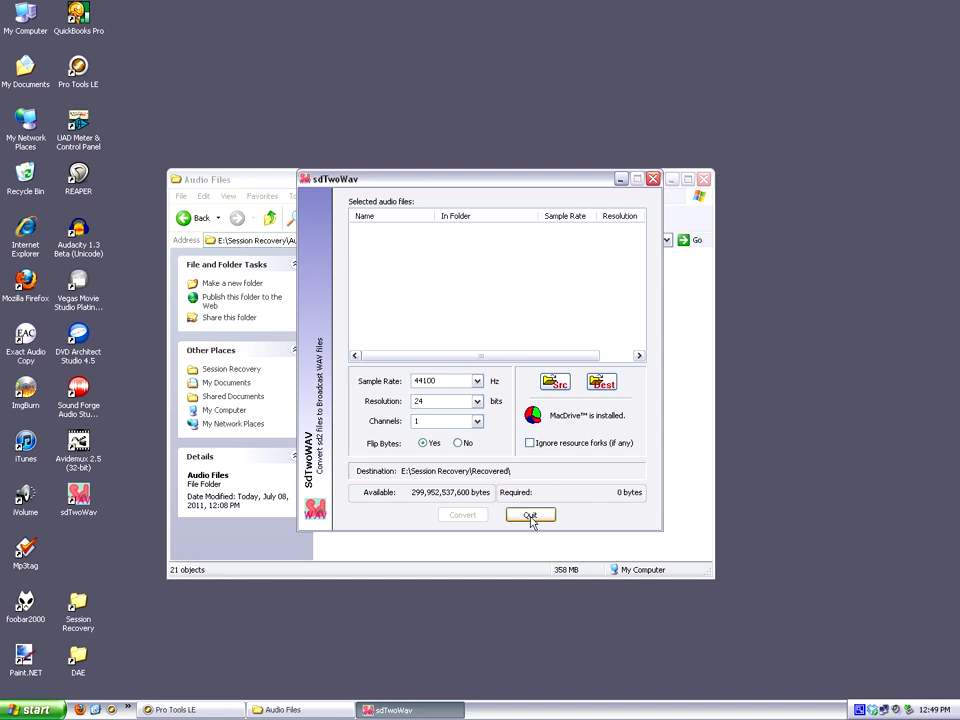 My Computer
QuickBooks Pro
My Documents
Pro Tools LE
My Network
Places
UAD Meter &
Control Panel
Recycle Bin
REAPER
Internet
Explorer
Audacity 1.3
Beta (Unicode)
Mozilla Firefox
Vegas Movie
Studio Platin...
EAC
Exact Audio
Copy
DVD Architect
Studio 4.5
ImgBurn
Sound Forge
Audio Stu...
iTunes
Avidemux 2.5
(32-bit)
iVolume
sdTwoWav
Mp3tag
foobar2000
Session
Recovery
Paint.NET
DAE
Audio Files
File Edit View Favorites To
Back
Address E:\Session Recovery\Au
Go
File and Folder Tasks
Make a new folder
Publish this folder to the
Web
Share this folder
Other Places
Session Recovery
My Documents
Shared Documents
My Computer
My Network Places
Details
Audio Files
File Folder
Date Modified: Today, July 08,
2011, 12:08 PM
21 objects
358 MB
My Computer
sdTwoWav
SdTwoWAV
Convert sd2 files to Broadcast WAV files
WAV
Selected audio files:
Name In Folder Sample Rate Resolution
Sample Rate: 44100 Hz
Resolution: 24 bits
Channels: 1
Flip Bytes: Yes No
Src Dest
MacDrive™ is installed.
Ignore resource forks (if any)
Destination: E:\Session Recovery\Recovered\
Available: 299,952,537,600 bytes Required: 0 bytes
Convert Quit
start
Pro Tools LE
Audio Files
sdTwoWav
12:49 PM